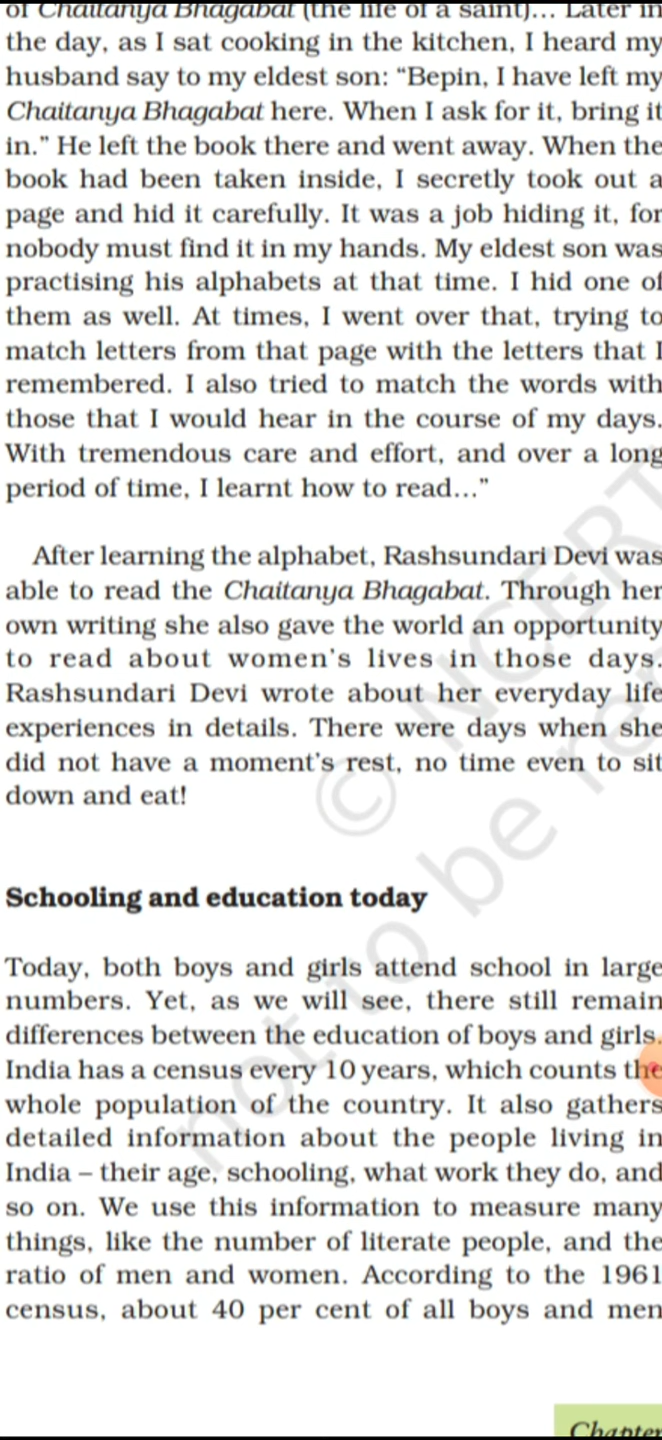 of Chaitanya Bhagabat (the life of a saint)... Later in
the day, as I sat cooking in the kitchen, I heard my
husband say to my eldest son: “Bepin, I have left my
Chaitanya Bhagabat here. When I ask for it, bring it
in.” He left the book there and went away. When the
book had been taken inside, I secretly took out a
page and hid it carefully. It was a job hiding it, for
nobody must find it in my hands. My eldest son was
practising his alphabets at that time. I hid one of
them as well. At times, I went over that, trying to
match letters from that page with the letters that I
remembered. I also tried to match the words with
those that I would hear in the course of my days.
With tremendous care and effort, and over a long
period of time, I learnt how to read...”
After learning the alphabet, Rashsundari Devi was
able to read the Chaitanya Bhagabat. Through her
own writing she also gave the world an opportunity
to read about women’s lives in those days.
Rashsundari Devi wrote about her everyday life
experiences in details. There were days when she
did not have a moment’s rest, no time even to sit
down and eat!
Schooling and education today
Today, both boys and girls attend school in large
numbers. Yet, as we will see, there still remain
differences between the education of boys and girls.
India has a census every 10 years, which counts the
whole population of the country. It also gathers
detailed information about the people living in
India – their age, schooling, what work they do, and
so on. We use this information to measure many
things, like the number of literate people, and the
ratio of men and women. According to the 1961
census, about 40 per cent of all boys and men
Chapter
© NCERT
not to be re